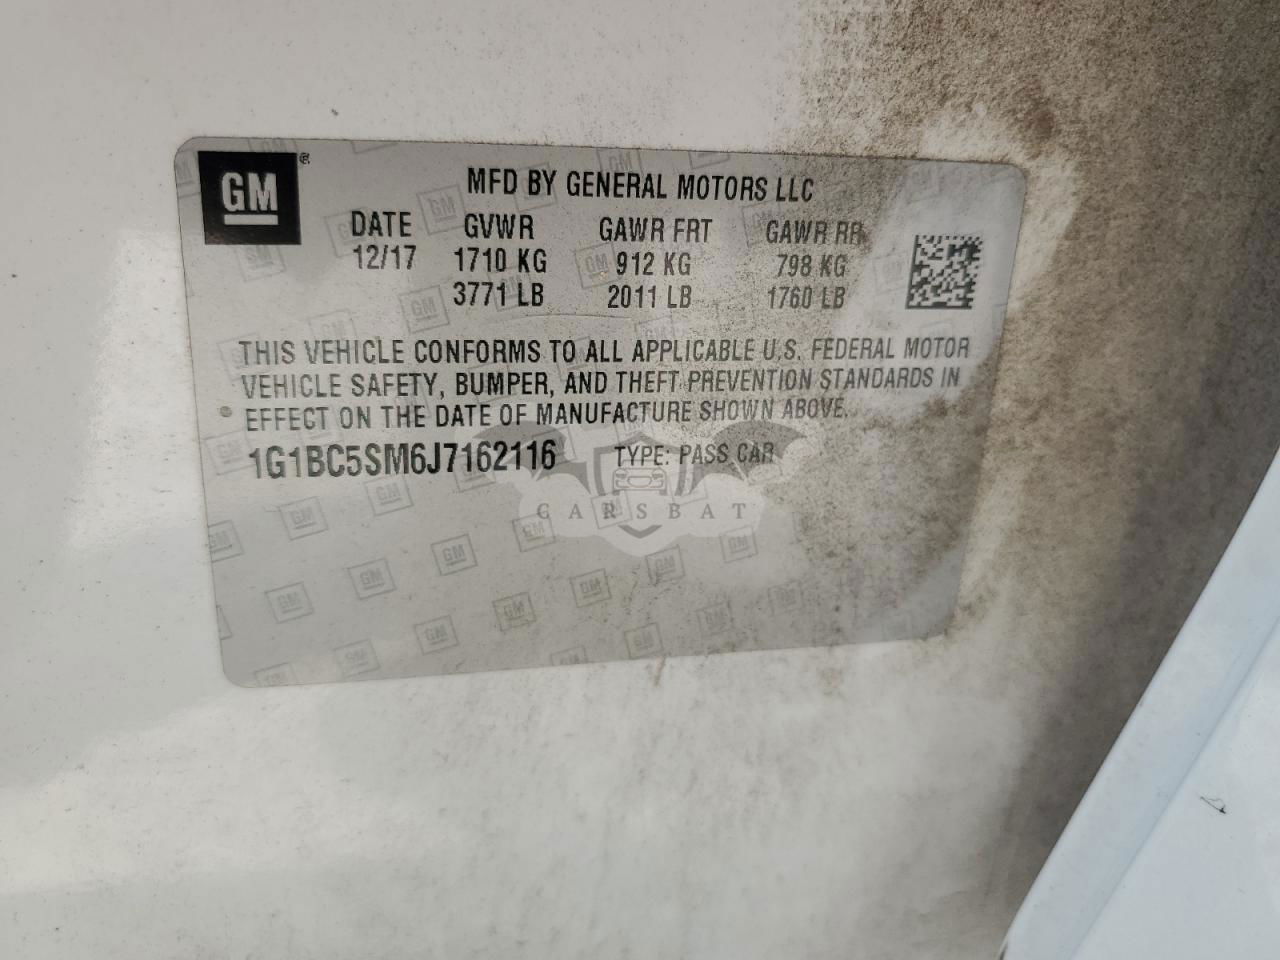 GM
MFD BY GENERAL MOTORS LLC
DATE GVWR GAWR FRT GAWR RR
12/17 1710 KG 912 KG 798 KG
3771 LB 2011 LB 1760 LB
THIS VEHICLE CONFORMS TO ALL APPLICABLE U.S. FEDERAL MOTOR
VEHICLE SAFETY, BUMPER, AND THEFT PREVENTION STANDARDS IN
EFFECT ON THE DATE OF MANUFACTURE SHOWN ABOVE.
1G1BC5SM6J7162116 TYPE: PASS CAR
CARSBAT